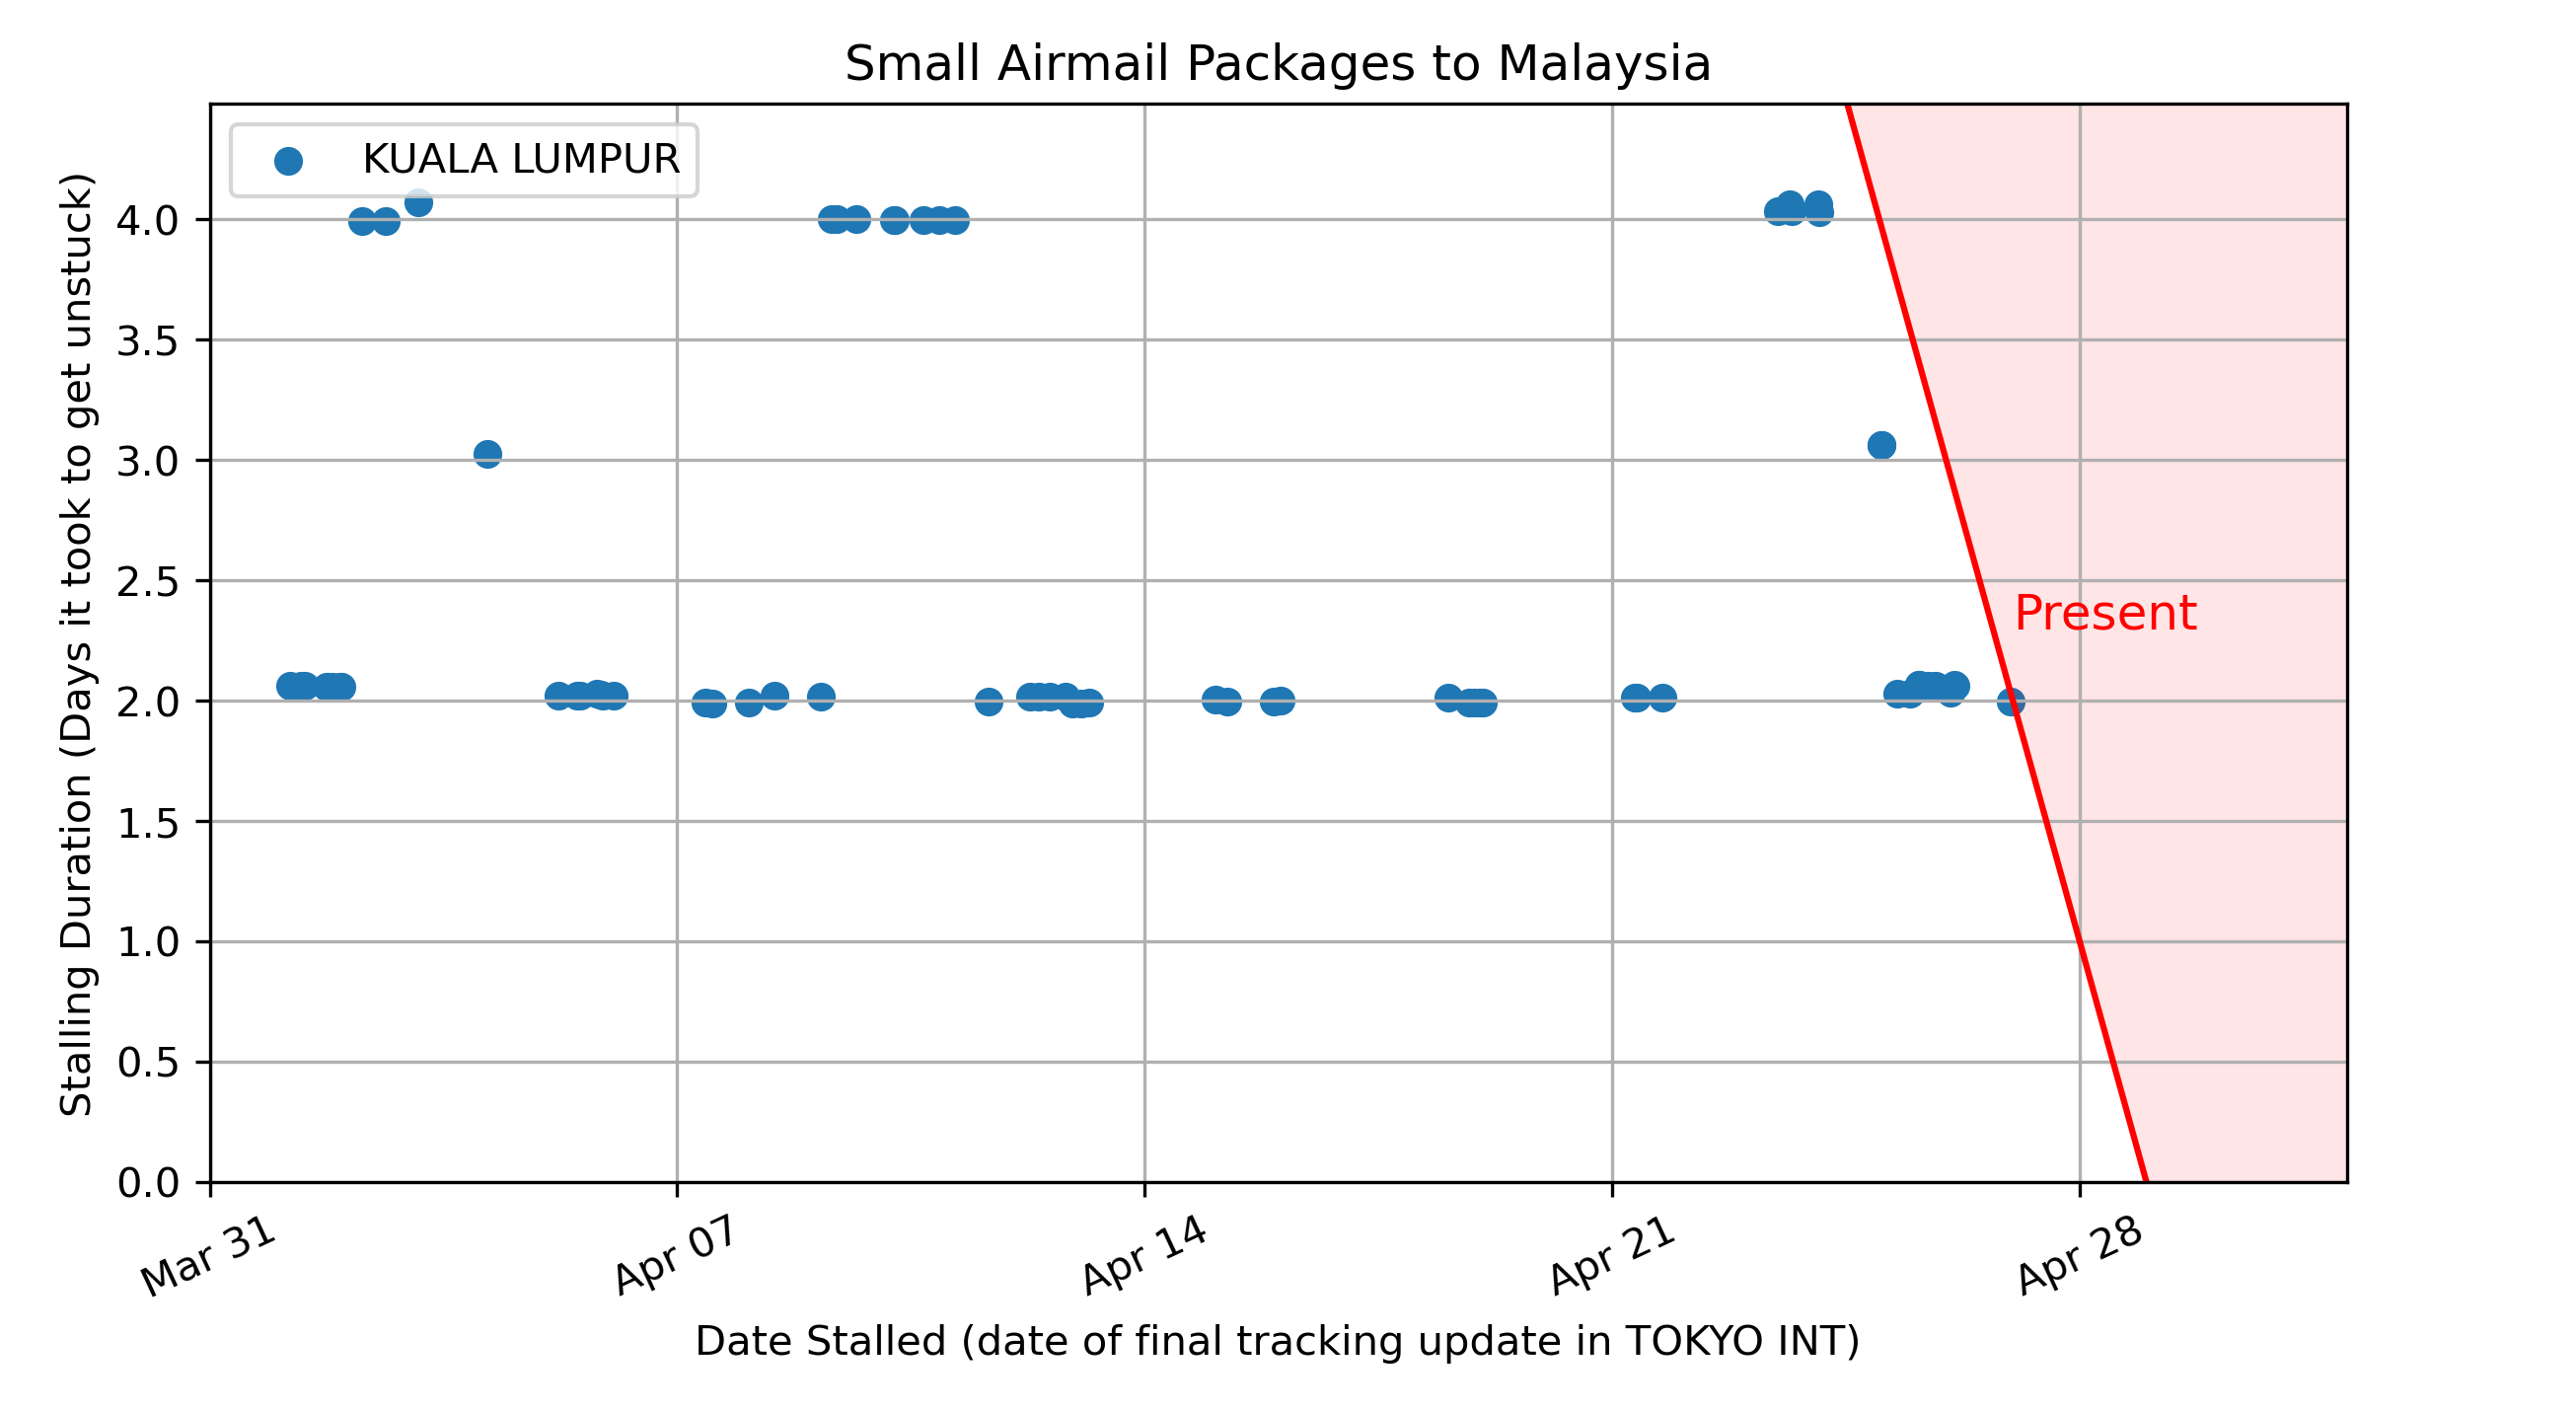 Small Airmail Packages to Malaysia
KUALA LUMPUR
Stalling Duration (Days it took to get unstuck)
4.0
3.5
3.0
2.5
2.0
1.5
1.0
0.5
0.0
Present
Mar 31
Apr 07
Apr 14
Apr 21
Apr 28
Date Stalled (date of final tracking update in TOKYO INT)